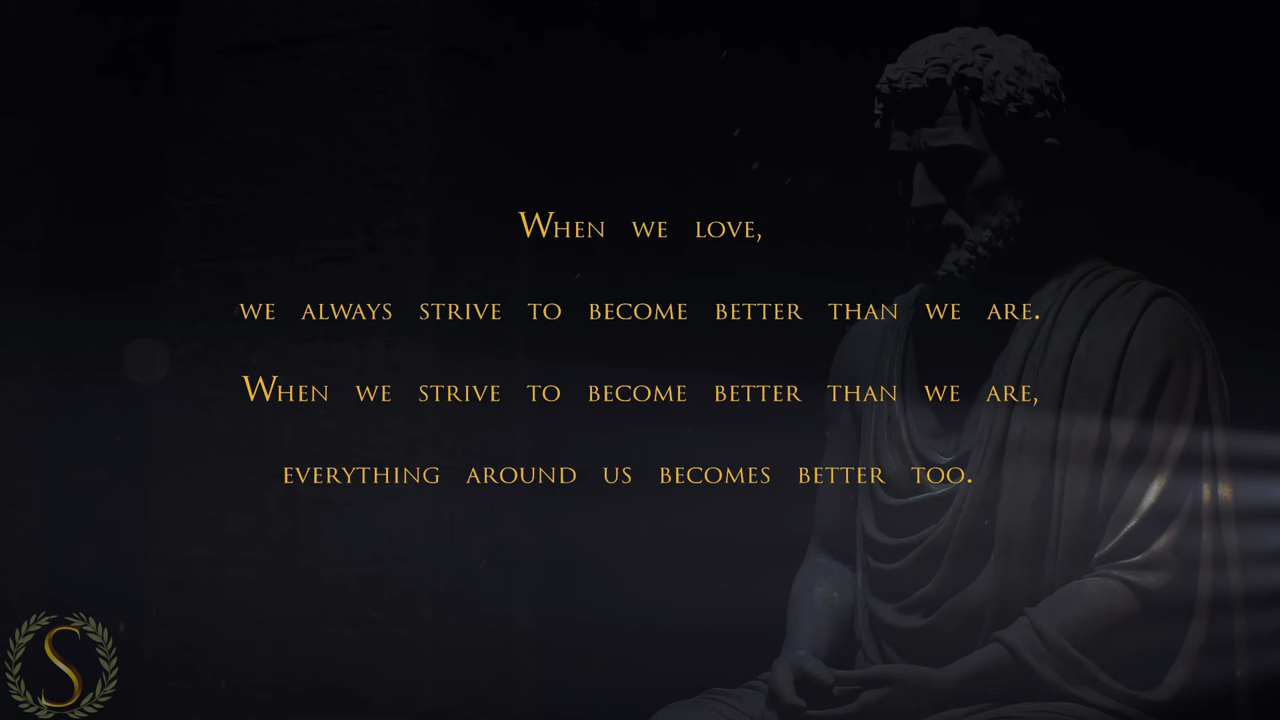 When we love,
we always strive to become better than we are.
When we strive to become better than we are,
everything around us becomes better too.
S